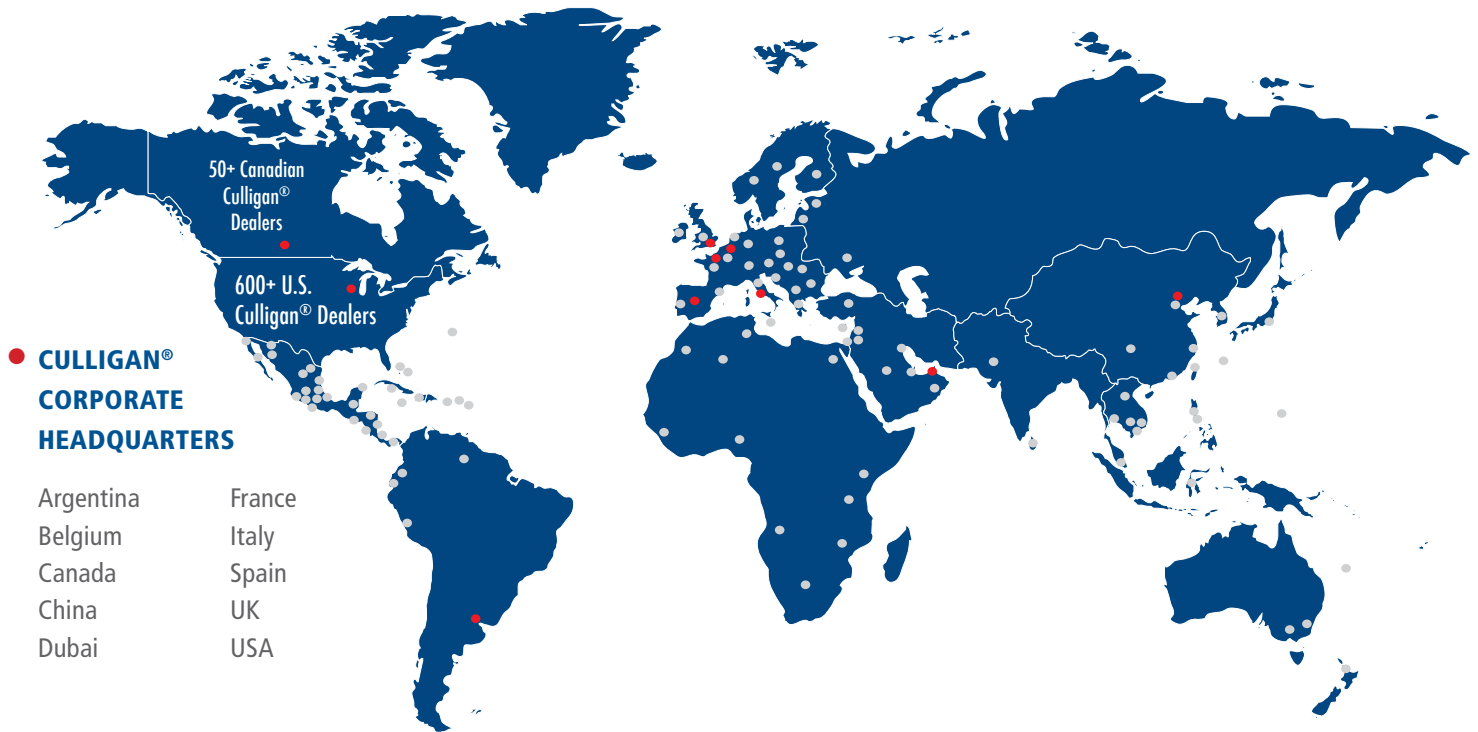 50+ Canadian
Culligan®
Dealers
600+ U.S.
Culligan® Dealers
CULLIGAN®
CORPORATE
HEADQUARTERS
Argentina
Belgium
Canada
China
Dubai
France
Italy
Spain
UK
USA